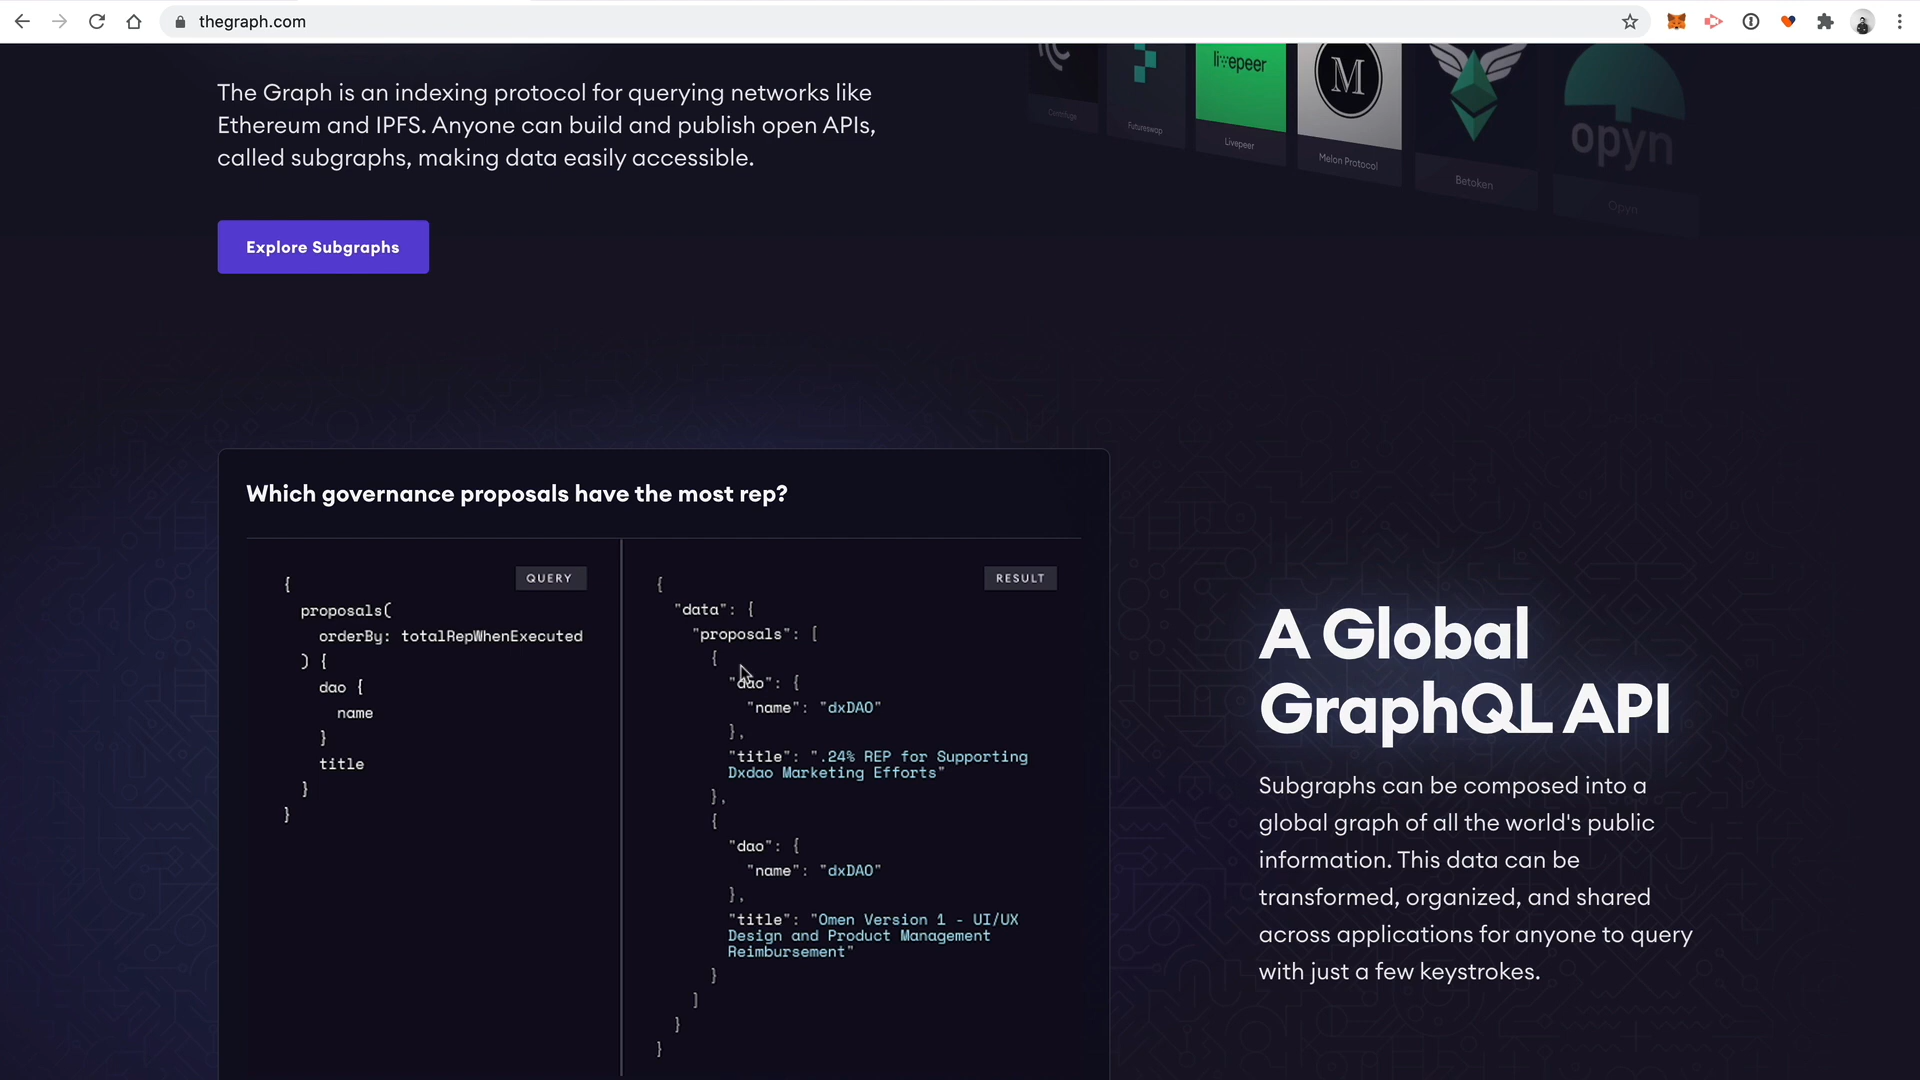 thegraph.com
The Graph is an indexing protocol for querying networks like
Ethereum and IPFS. Anyone can build and publish open APIs,
called subgraphs, making data easily accessible.
Explore Subgraphs
Centrifuge
Futureswap
livepeer
Livepeer
M
Melon Protocol
Betoken
opyn
Opyn
Which governance proposals have the most rep?
QUERY
{
proposals(
orderBy: totalRepWhenExecuted
) {
dao {
name
}
title
}
}
RESULT
{
"data": {
"proposals": [
{
"dao": {
"name": "dxDAO"
},
"title": ".24% REP for Supporting
Dxdao Marketing Efforts"
},
{
"dao": {
"name": "dxDAO"
},
"title": "Omen Version 1 - UI/UX
Design and Product Management
Reimbursement"
}
]
}
}
A Global
GraphQL API
Subgraphs can be composed into a
global graph of all the world's public
information. This data can be
transformed, organized, and shared
across applications for anyone to query
with just a few keystrokes.